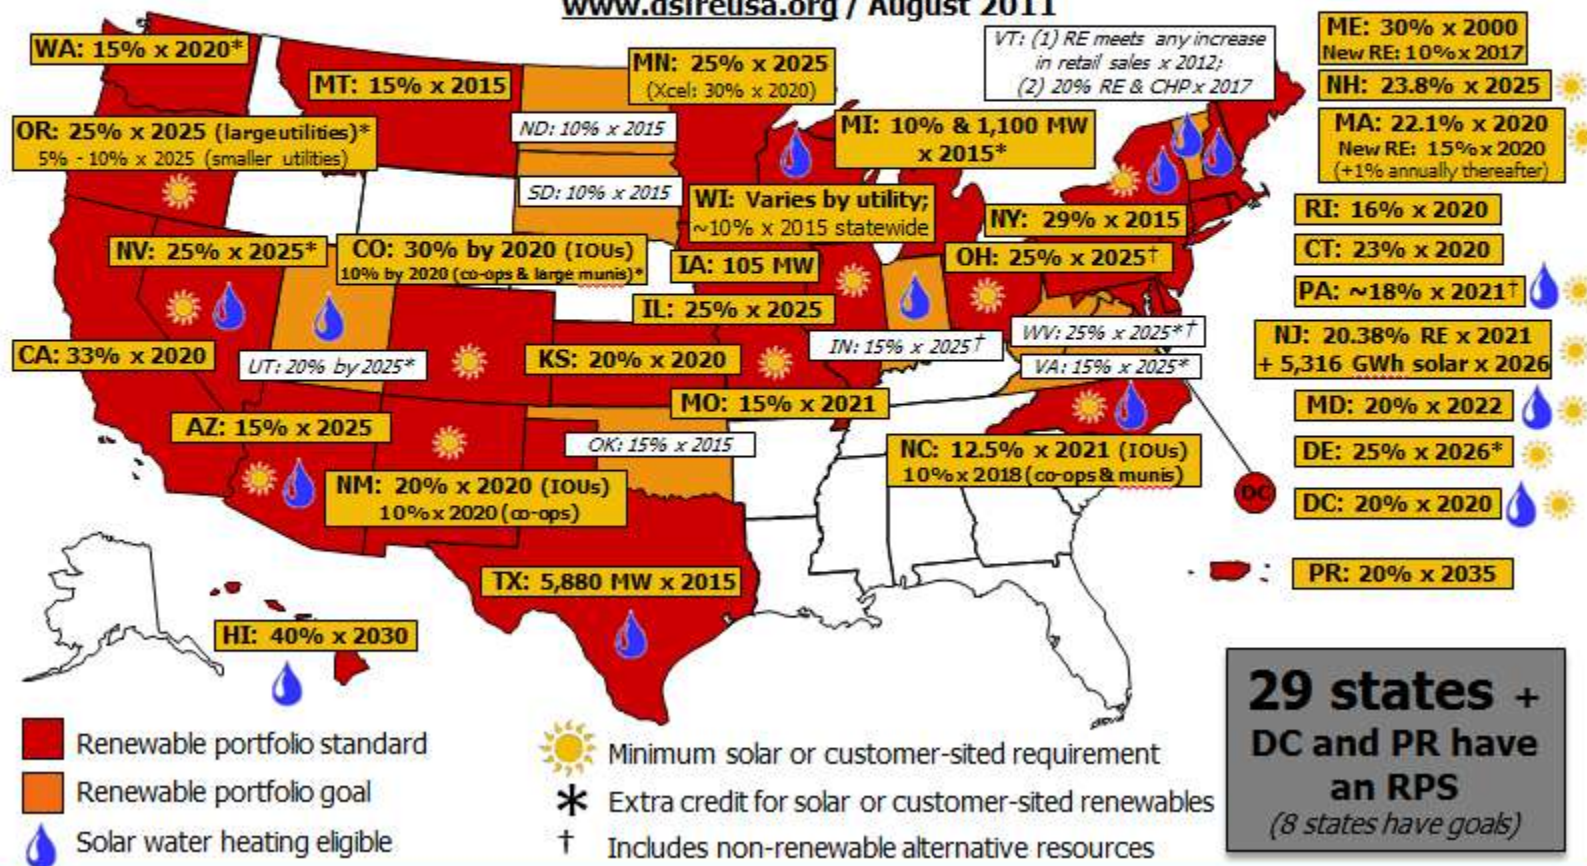 www.dsireusa.org / August 2011
WA: 15% x 2020*
MT: 15% x 2015
MN: 25% x 2025
(Xcel: 30% x 2020)
VT: (1) RE meets any increase
in retail sales x 2012;
(2) 20% RE & CHP x 2017
ME: 30% x 2000
New RE: 10% x 2017
NH: 23.8% x 2025
OR: 25% x 2025 (large utilities)*
5% - 10% x 2025 (smaller utilities)
ND: 10% x 2015
MI: 10% & 1,100 MW
x 2015*
MA: 22.1% x 2020
New RE: 15% x 2020
(+1% annually thereafter)
SD: 10% x 2015
WI: Varies by utility;
~10% x 2015 statewide
NY: 29% x 2015
RI: 16% x 2020
NV: 25% x 2025*
CO: 30% by 2020 (IOUs)
10% by 2020 (co-ops & large munis)*
IA: 105 MW
OH: 25% x 2025†
CT: 23% x 2020
PA: ~18% x 2021†
IL: 25% x 2025
CA: 33% x 2020
UT: 20% by 2025*
KS: 20% x 2020
IN: 15% x 2025†
WV: 25% x 2025*†
VA: 15% x 2025*
NJ: 20.38% RE x 2021
+ 5,316 GWh solar x 2026
MO: 15% x 2021
MD: 20% x 2022
AZ: 15% x 2025
OK: 15% x 2015
NC: 12.5% x 2021 (IOUs)
10% x 2018 (co-ops & munis)
DE: 25% x 2026*
NM: 20% x 2020 (IOUs)
10% x 2020 (co-ops)
DC
DC: 20% x 2020
TX: 5,880 MW x 2015
PR: 20% x 2035
HI: 40% x 2030
Renewable portfolio standard
Renewable portfolio goal
Solar water heating eligible
Minimum solar or customer-sited requirement
* Extra credit for solar or customer-sited renewables
† Includes non-renewable alternative resources
29 states +
DC and PR have
an RPS
(8 states have goals)